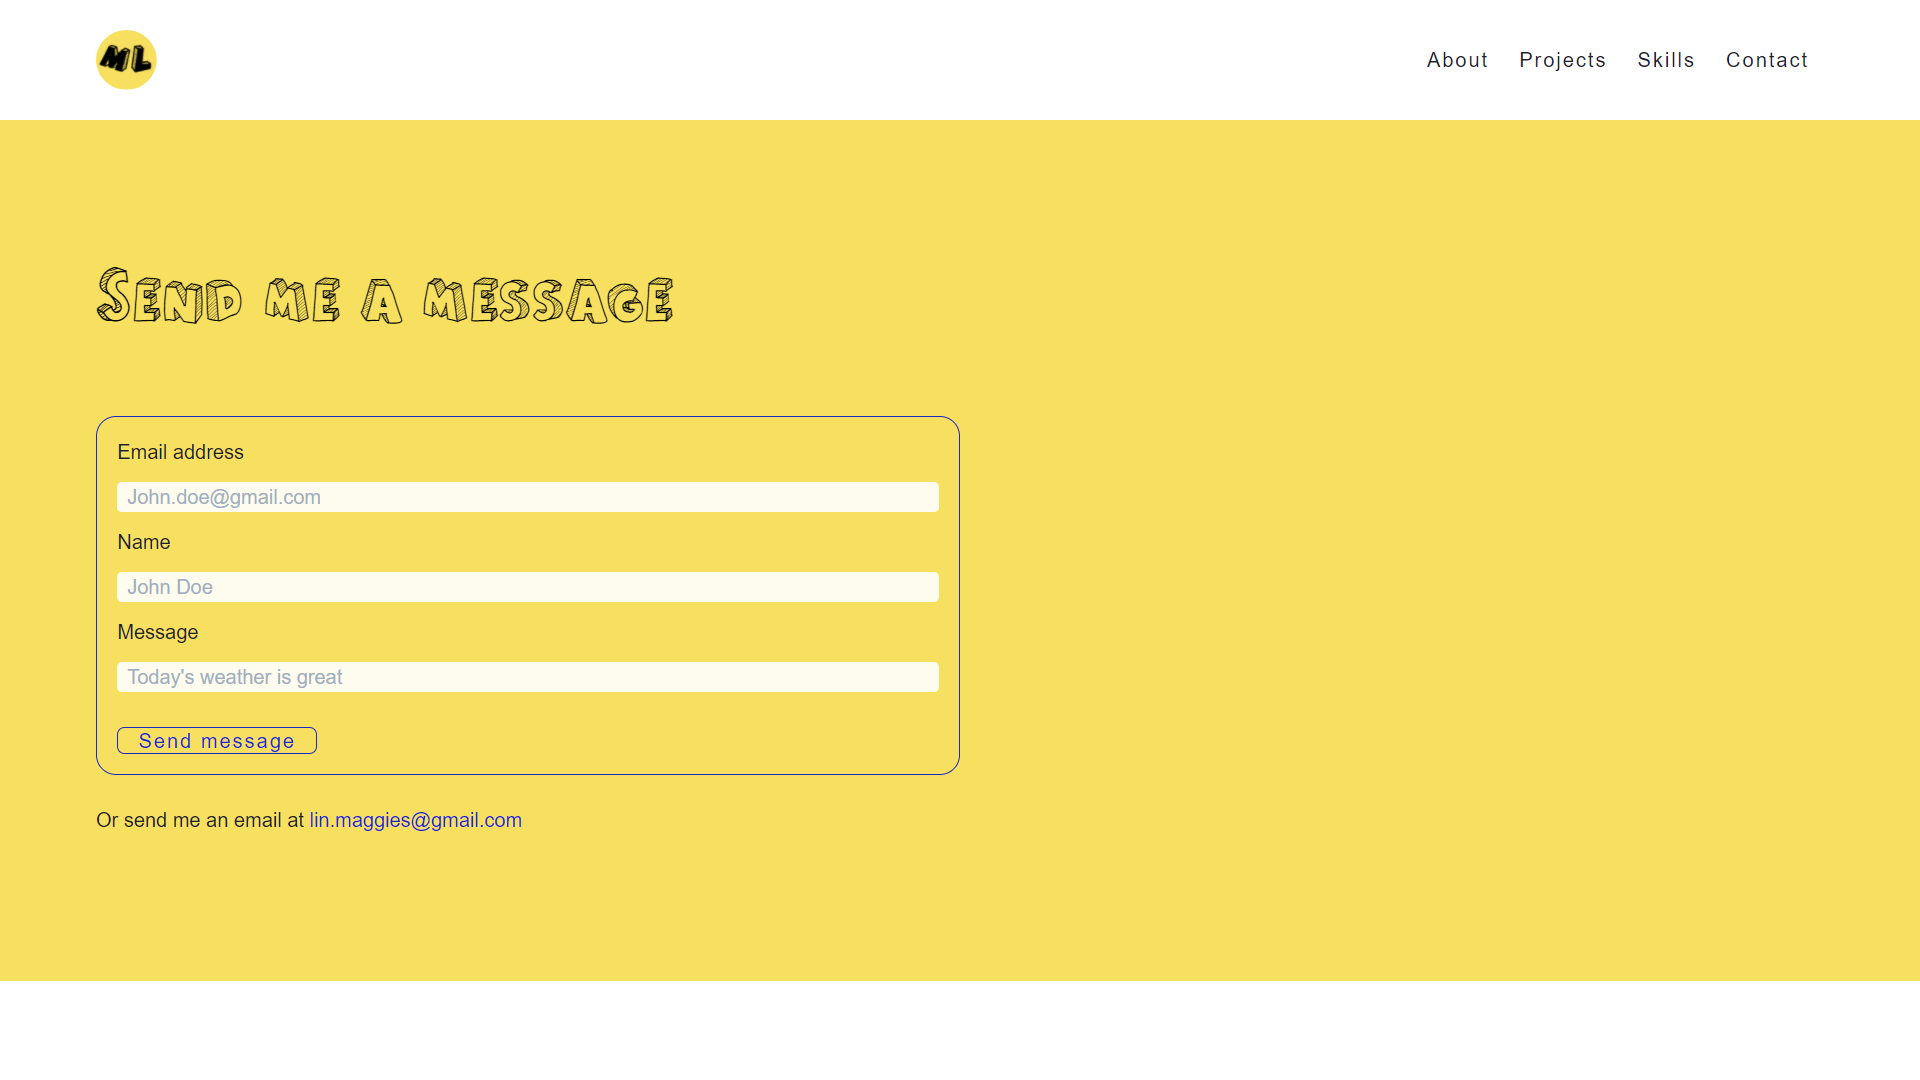 ML
About Projects Skills Contact
Send me a message
Email address
John.doe@gmail.com
Name
John Doe
Message
Today's weather is great
Send message
Or send me an email at lin.maggies@gmail.com